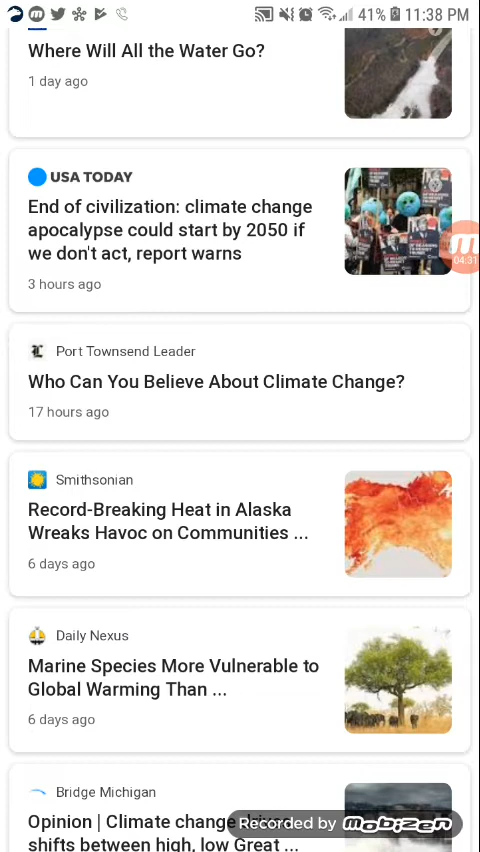 41% 11:38 PM
Where Will All the Water Go?
1 day ago
USA TODAY
End of civilization: climate change
apocalypse could start by 2050 if
we don't act, report warns
3 hours ago
04:31
Port Townsend Leader
Who Can You Believe About Climate Change?
17 hours ago
Smithsonian
Record-Breaking Heat in Alaska
Wreaks Havoc on Communities ...
6 days ago
Daily Nexus
Marine Species More Vulnerable to
Global Warming Than ...
6 days ago
Bridge Michigan
Opinion | Climate change
shifts between high, low Great ...
Recorded by Mobizen